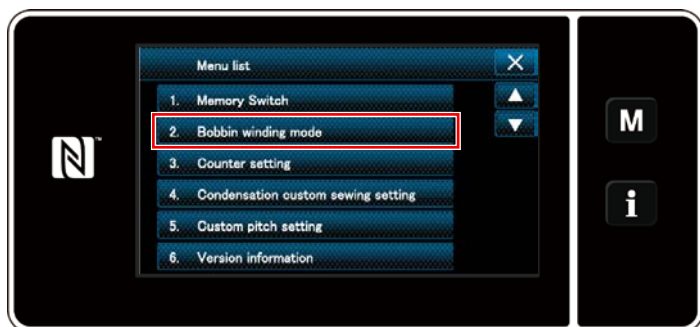 Menu list
1. Memory Switch
2. Bobbin winding mode
3. Counter setting
4. Condensation custom sewing setting
5. Custom pitch setting
6. Version information
N
M
i